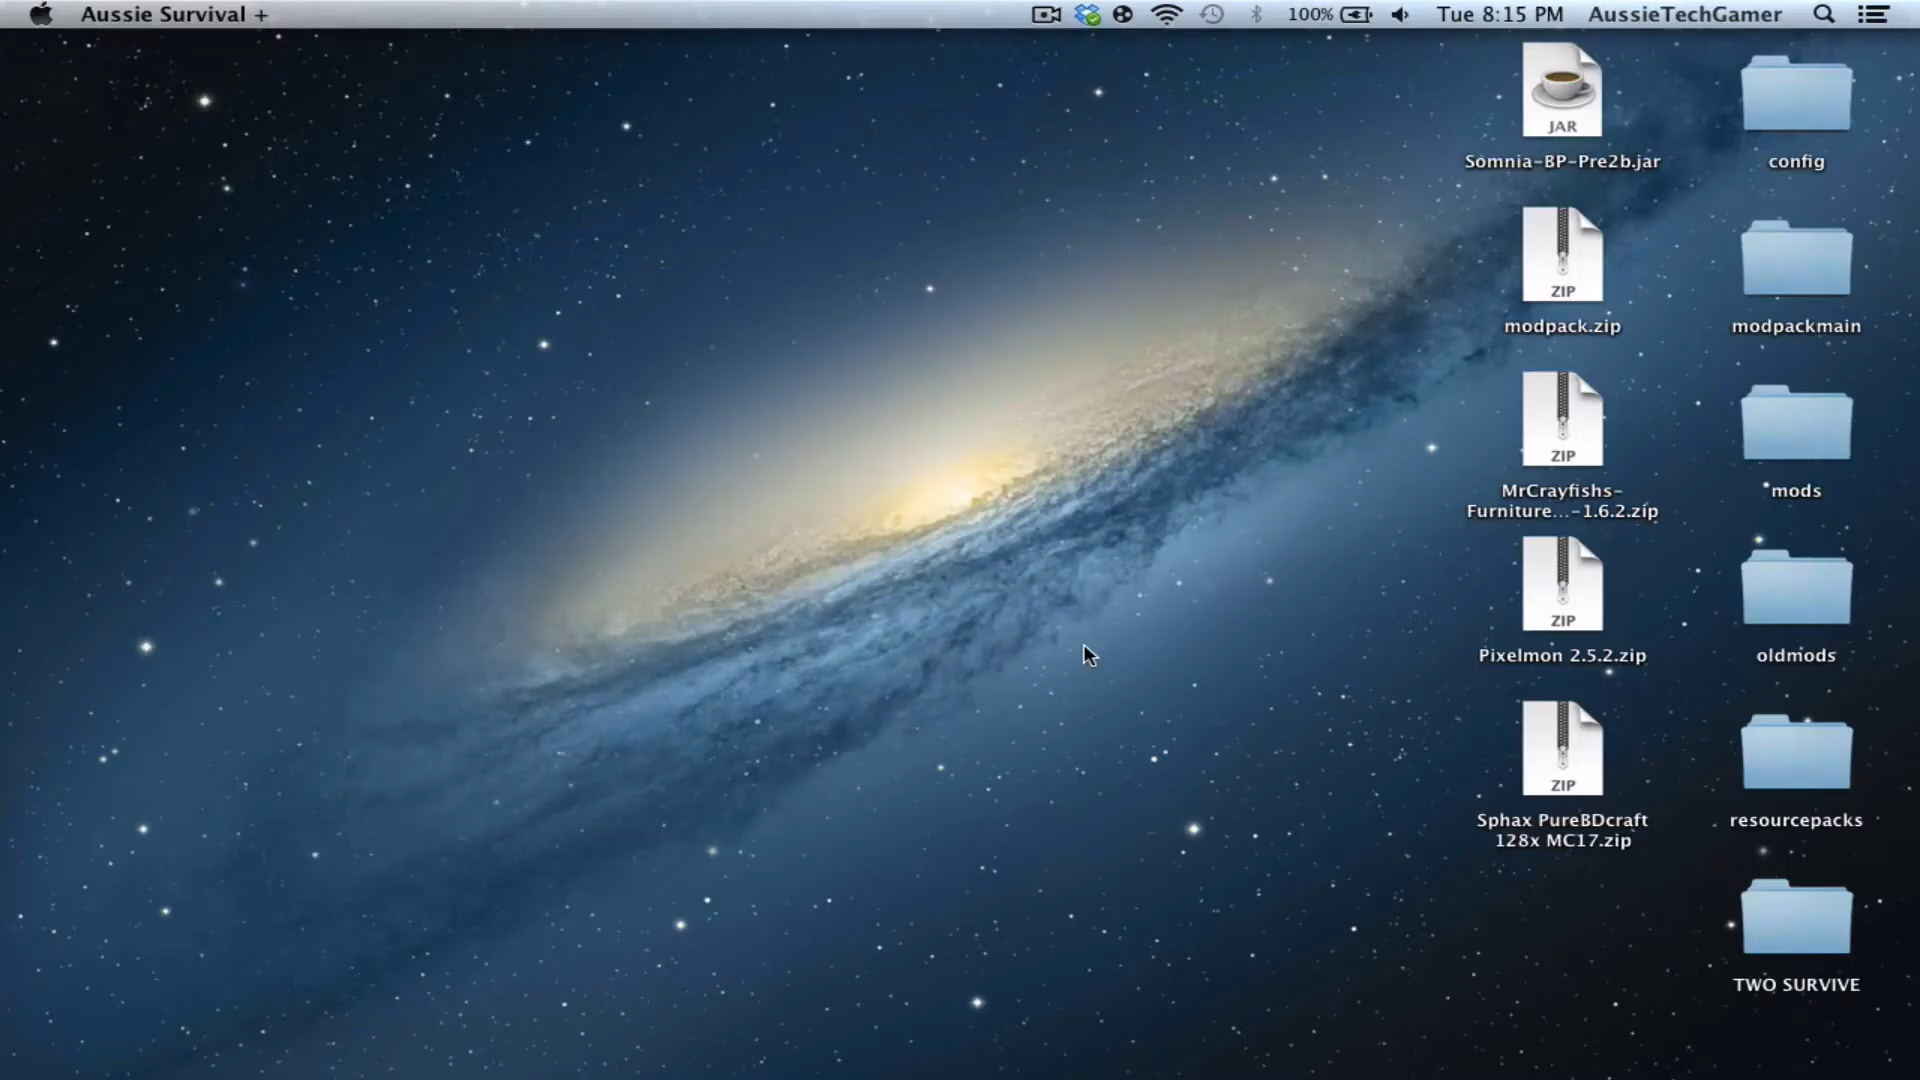 Aussie Survival +
100%
Tue 8:15 PM
AussieTechGamer
JAR
Somnia-BP-Pre2b.jar
config
ZIP
modpack.zip
modpackmain
ZIP
MrCrayfishs-
Furniture...-1.6.2.zip
mods
ZIP
Pixelmon 2.5.2.zip
oldmods
ZIP
Sphax PureBDcraft
128x MC17.zip
resourcepacks
TWO SURVIVE